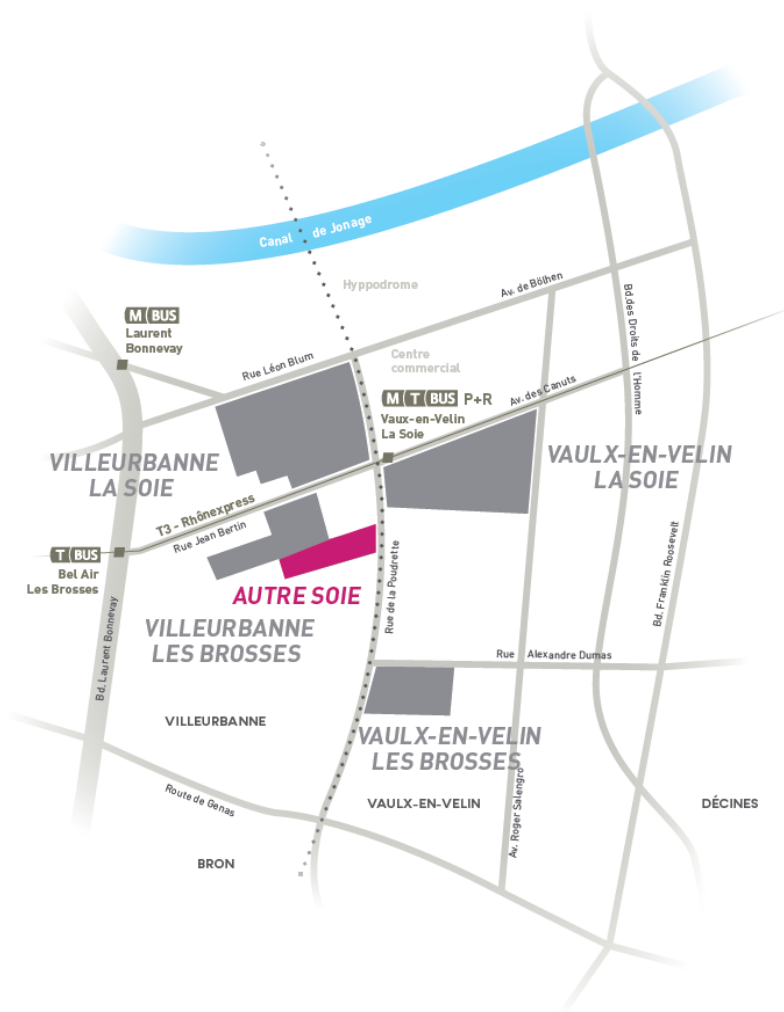 Canal de Jonage
Hyppodrome
Av. de Bölhen
M BUS
Laurent
Bonnevay
Bd.des Droits de l'Homme
Rue Léon Blum
Centre
commercial
M T BUS P+R
Vaux-en-Velin
La Soie
Av. des Canuts
VILLEURBANNE
LA SOIE
VAULX-EN-VELIN
LA SOIE
T3 - Rhônexpress
Rue Jean Bertin
T BUS
Bel Air
Les Brosses
AUTRE SOIE
Rue de la Poudrette
Bd. Franklin Roosevelt
Bd. Laurent Bonnevay
VILLEURBANNE
LES BROSSES
Rue Alexandre Dumas
VILLEURBANNE
VAULX-EN-VELIN
LES BROSSES
Route de Genas
VAULX-EN-VELIN
Av. Roger Salengro
DÉCINES
BRON